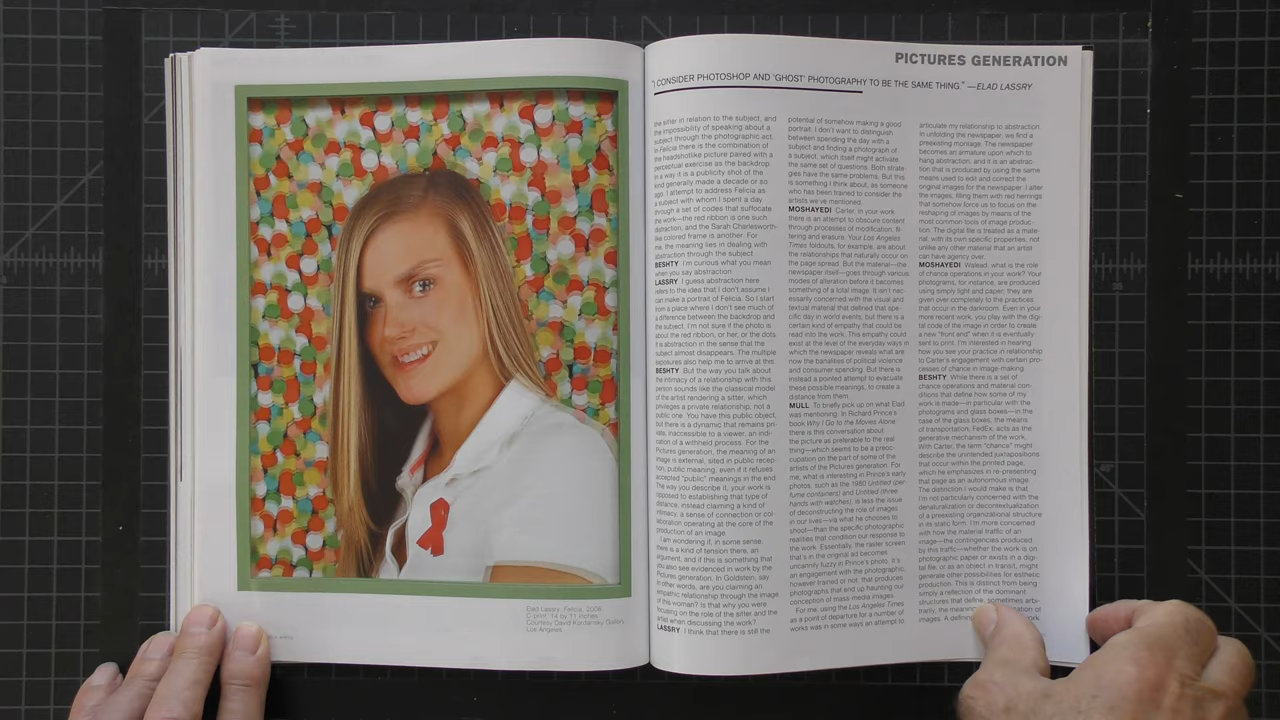 Elad Lassry, Felicia, 2008
C-print, 14 by 11 inches
Courtesy David Kordansky Gallery,
Los Angeles
PICTURES GENERATION
"I CONSIDER PHOTOSHOP AND 'GHOST' PHOTOGRAPHY TO BE THE SAME THING." —ELAD LASSRY
the sitter in relation to the subject, and
the impossibility of speaking about a
subject through the photographic act.
In Felicia there is the combination of
the headshotlike picture paired with a
perceptual exercise as the backdrop.
In a way it is a publicity shot of the
kind generally made a decade or so
ago. I attempt to address Felicia as
a subject with whom I spent a day
through a set of codes that suffocate
the work—the red ribbon is one such
distraction, and the Sarah Charlesworth-
like colored frame is another. For
me, the meaning lies in dealing with
abstraction through the subject.
BESHTY I'm curious what you mean
when you say abstraction
LASSRY I guess abstraction here
refers to the idea that I don't assume I
can make a portrait of Felicia. So I start
from a place where I don't see much of
a difference between the backdrop and
the subject. I'm not sure if the photo is
about the red ribbon, or her, or the dots.
It is abstraction in the sense that the
subject almost disappears. The multiple
exposures also help me to arrive at this.
BESHTY But the way you talk about
the intimacy of a relationship with this
person sounds like the classical model
of the artist rendering a sitter, which
privileges a private relationship, not a
public one. You have this public object,
but there is a dynamic that remains pri-
vate, inaccessible to a viewer, an indi-
cation of a withheld process. For the
Pictures generation, the meaning of an
image is external, sited in public recep-
tion, public meaning, even if it refuses
accepted "public" meanings in the end.
The way you describe it, your work is
opposed to establishing that type of
distance, instead claiming a kind of
intimacy, a sense of connection or col-
laboration operating at the core of the
production of an image.
I am wondering if, in some sense,
there is a kind of tension there, an
argument, and if this is something that
you also see evidenced in work by the
Pictures generation. In Goldstein, say.
In other words, are you claiming an
empathic relationship through the image
of this woman? Is that why you were
focusing on the role of the sitter and the
artist when discussing the work?
LASSRY I think that there is still the
potential of somehow making a good
portrait. I don't want to distinguish
between spending the day with a
subject and finding a photograph of
a subject, which itself might activate
the same set of questions. Both strate-
gies have the same problems. But this
is something I think about, as someone
who has been trained to consider the
artists we've mentioned.
MOSHAYEDI Carter, in your work
there is an attempt to obscure content
through processes of modification, fil-
tering and erasure. Your Los Angeles
Times foldouts, for example, are about
the relationships that naturally occur on
the page spread. But the material—the
newspaper itself—goes through various
modes of alteration before it becomes
something of a total image. It isn't nec-
essarily concerned with the visual and
textual material that defined that spe-
cific day in world events, but there is a
certain kind of empathy that could be
read into the work. This empathy could
exist at the level of the everyday ways in
which the newspaper reveals what are
now the banalities of political violence
and consumer spending. But there is
instead a pointed attempt to evacuate
these possible meanings, to create a
distance from them.
MULL To briefly pick up on what Elad
was mentioning: In Richard Prince's
book Why I Go to the Movies Alone
there is this conversation about
the picture as preferable to the real
thing—which seems to be a preoc-
cupation on the part of some of the
artists of the Pictures generation. For
me, what is interesting in Prince's early
photos, such as the 1980 Untitled (per-
fume containers) and Untitled (three
hands with watches), is less the issue
of deconstructing the role of images
in our lives—via what he chooses to
shoot—than the specific photographic
realities that condition our response to
the work. Essentially, the raster screen
that's in the original ad becomes
uncannily fuzzy in Prince's photo. It's
an engagement with the photographic,
however trained or not, that produces
photographs that end up haunting our
conception of mass media images.
For me, using the Los Angeles Times
as a point of departure for a number of
works was in some ways an attempt to
articulate my relationship to abstraction.
In unfolding the newspaper, we find a
preexisting montage. The newspaper
becomes an armature upon which to
hang abstraction, and it is an abstrac-
tion that is produced by using the same
means used to edit and correct the
original images for the newspaper. I alter
the images, filling them with red herrings
that somehow force us to focus on the
reshaping of images by means of the
most common tools of image produc-
tion. The digital file is treated as a mate-
rial, with its own specific properties, not
unlike any other material that an artist
can have agency over.
MOSHAYEDI Walead, what is the role
of chance operations in your work? Your
photograms, for instance, are produced
using simply light and paper; they are
given over completely to the practices
that occur in the darkroom. Even in your
more recent work, you play with the digi-
tal code of the image in order to create
a new "front end" when it is eventually
sent to print. I'm interested in hearing
how you see your practice in relationship
to Carter's engagement with certain pro-
cesses of chance in image-making.
BESHTY While there is a set of
chance operations and material con-
ditions that define how some of my
work is made—in particular with the
photograms and glass boxes—in the
case of the glass boxes, the means
of transportation, FedEx, acts as the
generative mechanism of the work.
With Carter, the term "chance" might
describe the unintended juxtapositions
that occur within the printed page,
which he emphasizes in re-presenting
that page as an autonomous image.
The distinction I would make is that
I'm not particularly concerned with the
denaturalization or decontextualization
of a preexisting organizational structure
in its static form. I'm more concerned
with how the material traffic of an
image—the contingencies produced
by this traffic—whether the work is on
photographic paper or exists in a digi-
tal file, or as an object in transit, might
generate other possibilities for esthetic
production. This is distinct from being
simply a reflection of the dominant
structures that define, sometimes arbi-
trarily, the meaning of
images. A defining work,